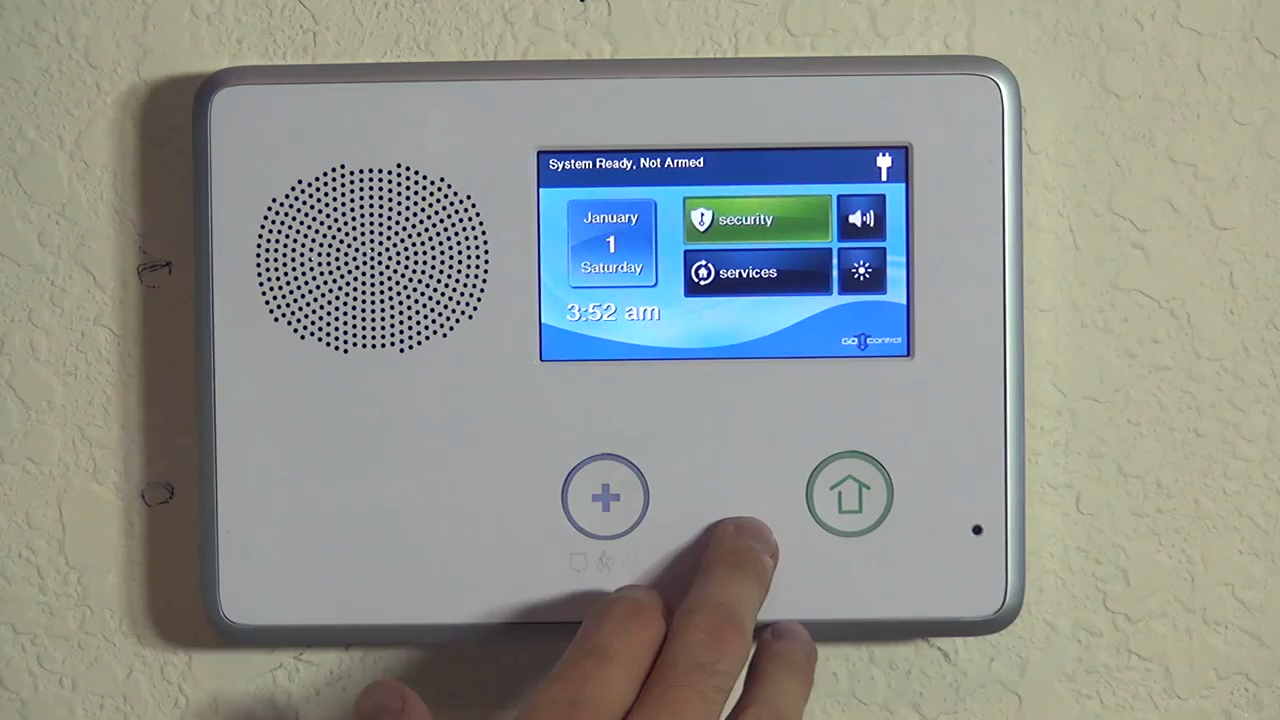 System Ready, Not Armed
January
1
Saturday
3:52 am
security
services
GO control